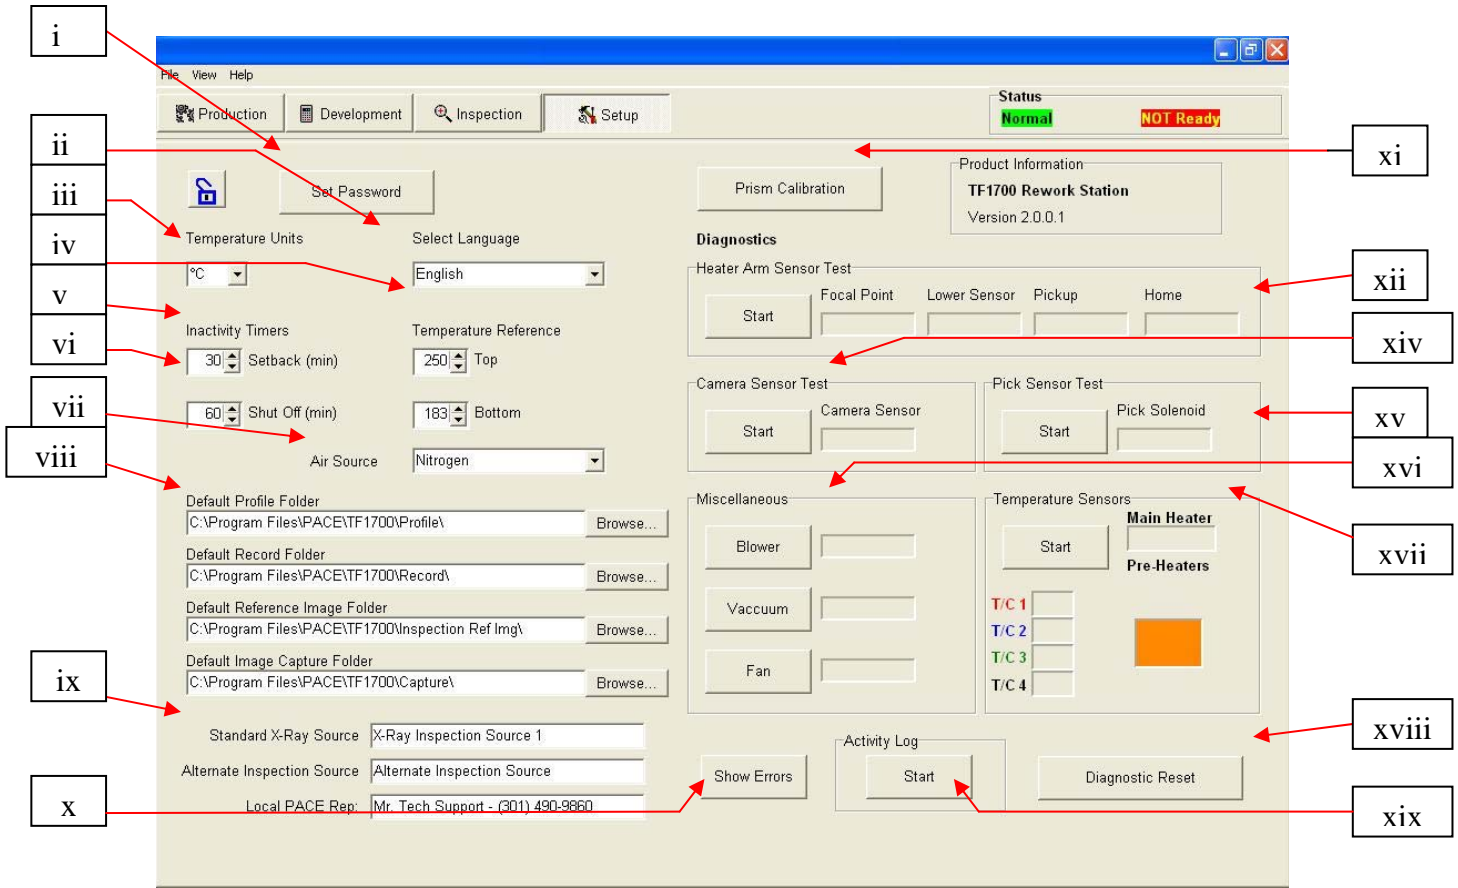 i
ii
iii
iv
v
vi
vii
viii
ix
x
File View Help
Production Development Inspection Setup
Status
Normal NOT Ready
Set Password
Temperature Units Select Language
°C English
Inactivity Timers Temperature Reference
30 Setback (min) 250 Top
60 Shut Off (min) 183 Bottom
Air Source Nitrogen
Default Profile Folder
C:\Program Files\PACE\TF1700\Profile\ Browse...
Default Record Folder
C:\Program Files\PACE\TF1700\Record\ Browse...
Default Reference Image Folder
C:\Program Files\PACE\TF1700\Inspection Ref Img\ Browse...
Default Image Capture Folder
C:\Program Files\PACE\TF1700\Capture\ Browse...
Standard X-Ray Source X-Ray Inspection Source 1
Alternate Inspection Source Alternate Inspection Source
Local PACE Rep: Mr. Tech Support - (301) 490-9860
Prism Calibration
Product Information
TF1700 Rework Station
Version 2.0.0.1
Diagnostics
Heater Arm Sensor Test
Focal Point Lower Sensor Pickup Home
Start
Camera Sensor Test
Camera Sensor
Start
Pick Sensor Test
Pick Solenoid
Start
Miscellaneous
Blower
Vaccuum
Fan
Temperature Sensors
Main Heater
Start
Pre-Heaters
T/C 1
T/C 2
T/C 3
T/C 4
Show Errors
Activity Log
Start
Diagnostic Reset
xi
xii
xiv
xv
xvi
xvii
xviii
xix